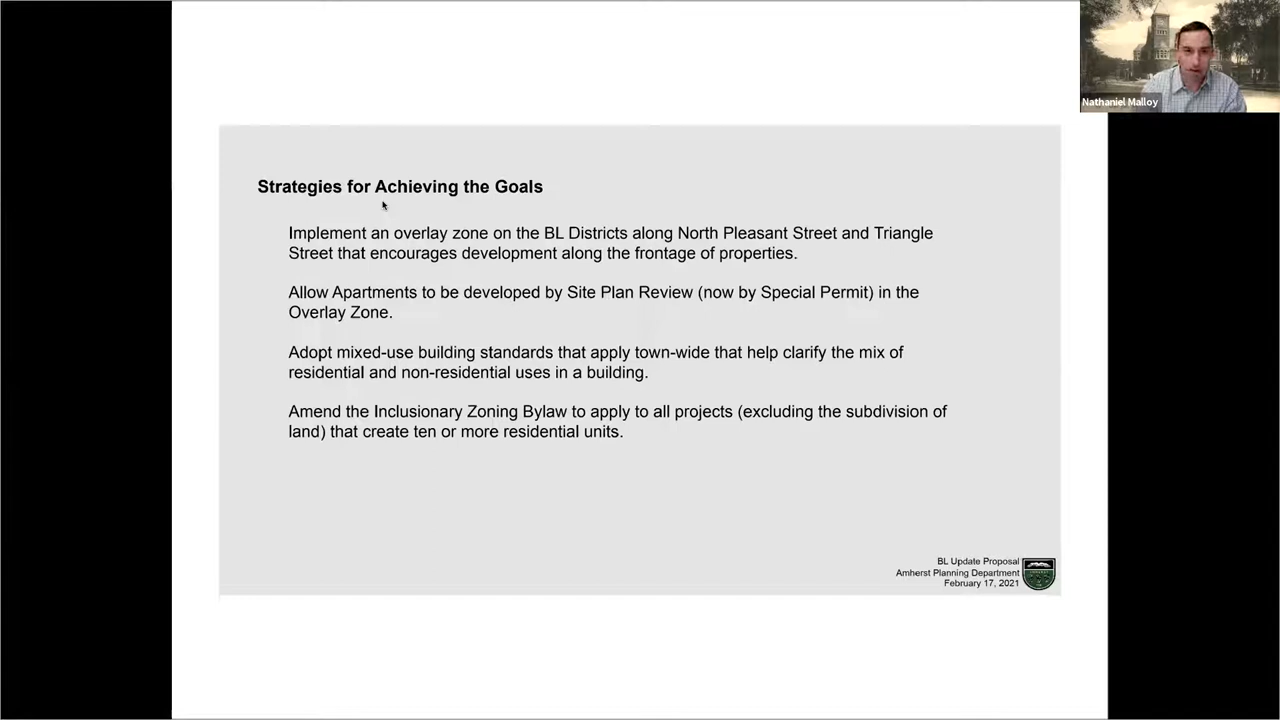 Nathaniel Malloy
Strategies for Achieving the Goals
Implement an overlay zone on the BL Districts along North Pleasant Street and Triangle
Street that encourages development along the frontage of properties.
Allow Apartments to be developed by Site Plan Review (now by Special Permit) in the
Overlay Zone.
Adopt mixed-use building standards that apply town-wide that help clarify the mix of
residential and non-residential uses in a building.
Amend the Inclusionary Zoning Bylaw to apply to all projects (excluding the subdivision of
land) that create ten or more residential units.
BL Update Proposal
Amherst Planning Department
February 17, 2021